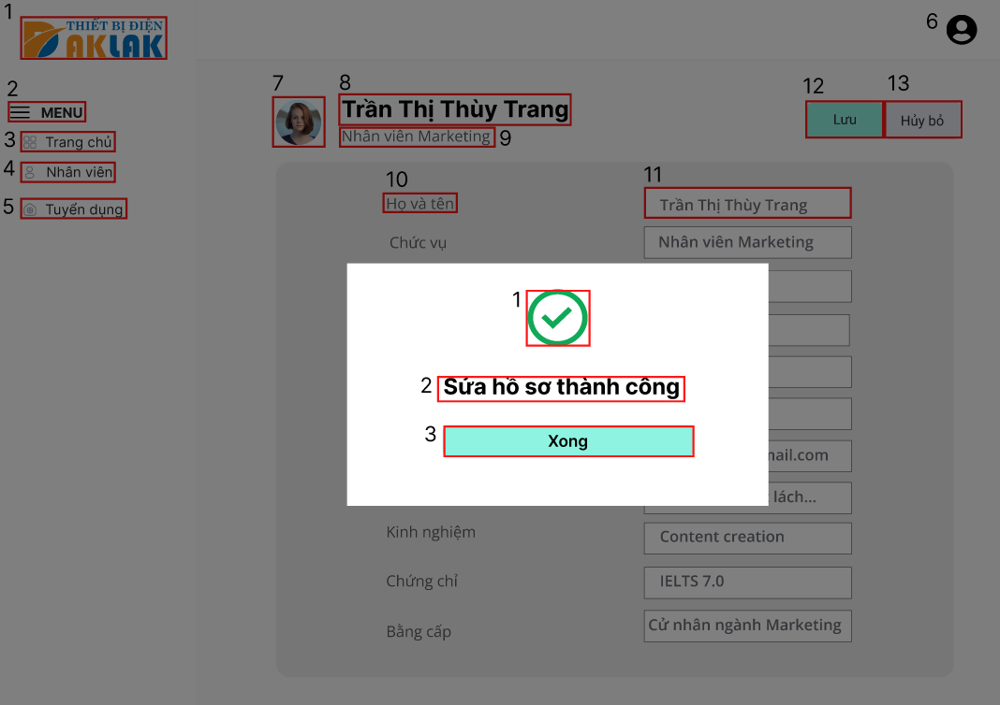 1
THIẾT BỊ ĐIỆN
DAKLAK
2
MENU
3 Trang chủ
4 Nhân viên
5 Tuyển dụng
6
7
8
Trần Thị Thùy Trang
Nhân viên Marketing 9
12
13
Lưu
Hủy bỏ
10
11
Họ và tên
Trần Thị Thùy Trang
Chức vụ
Nhân viên Marketing
1
2 Sửa hồ sơ thành công
3 Xong
mail.com
lách...
Kinh nghiệm
Content creation
Chứng chỉ
IELTS 7.0
Bằng cấp
Cử nhân ngành Marketing